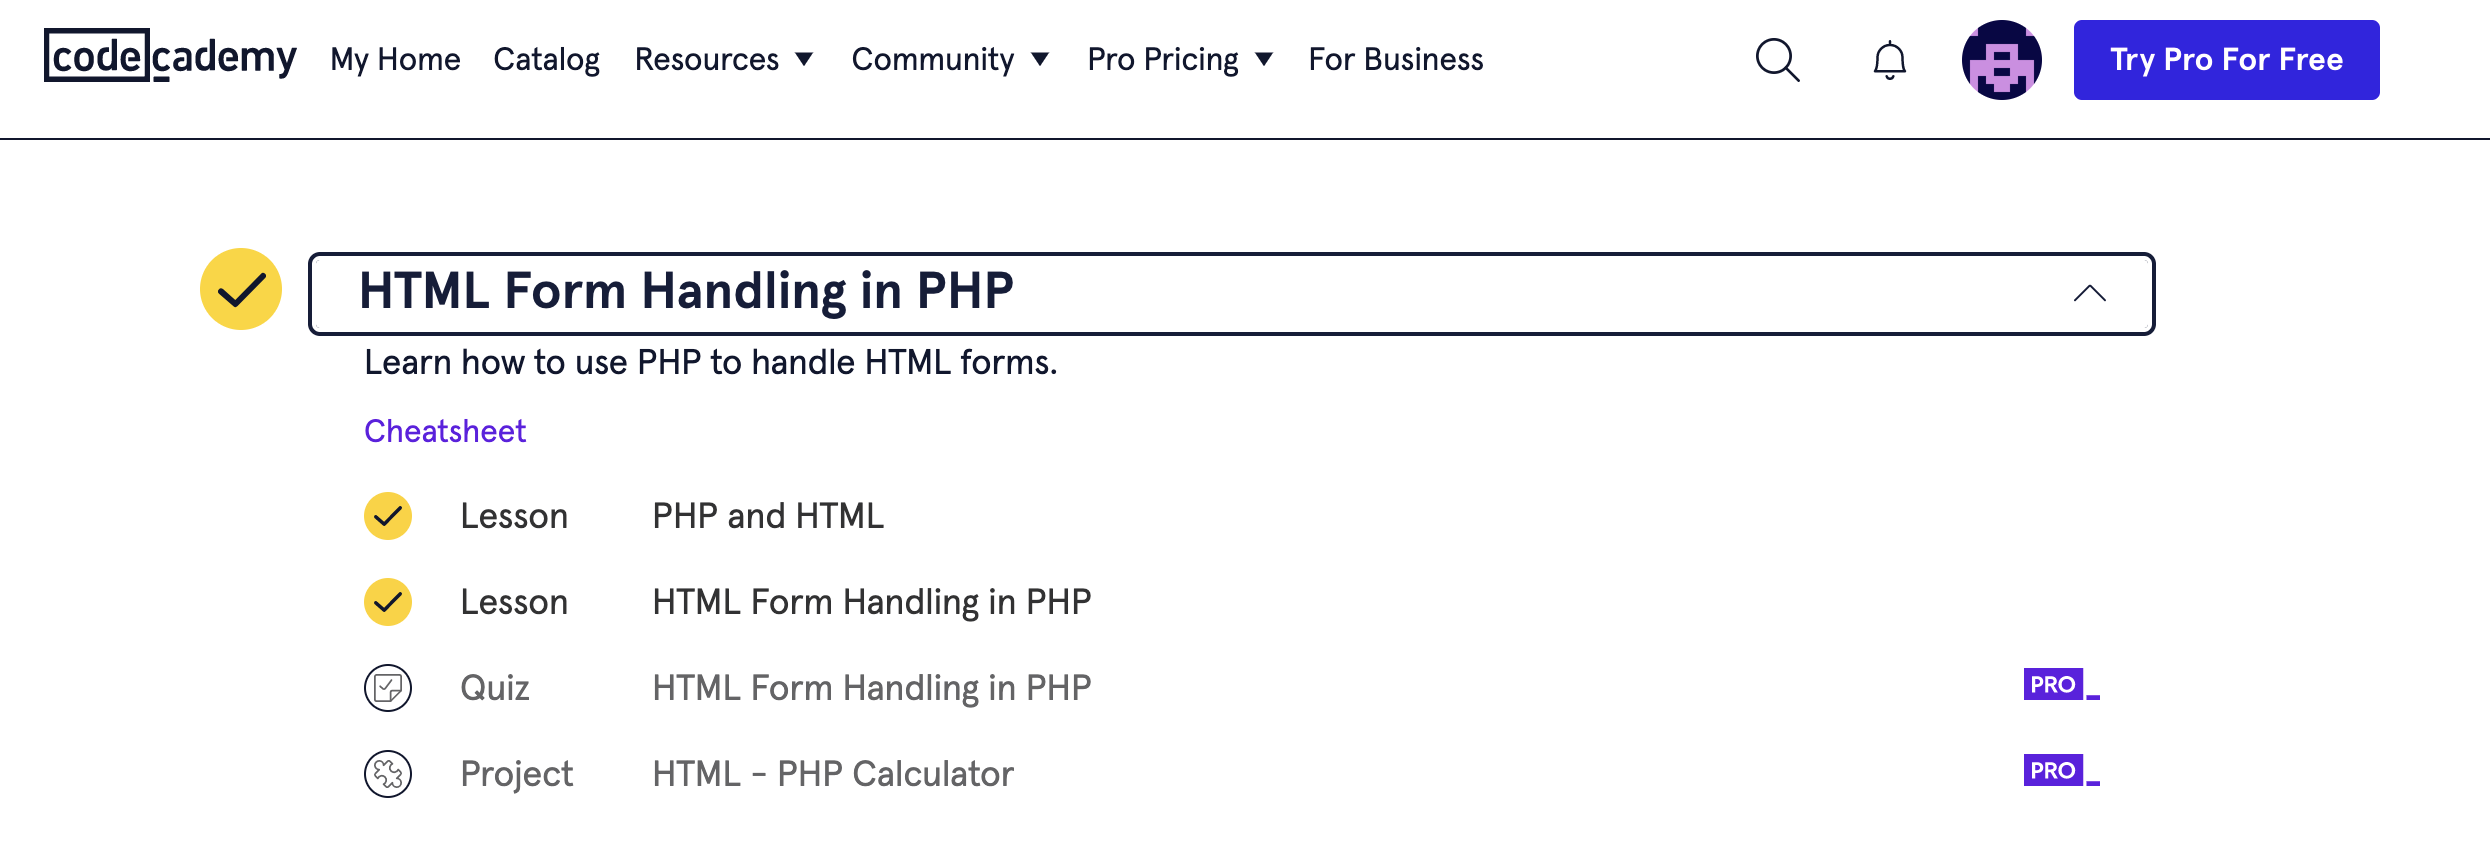 codecademy My Home Catalog Resources Community Pro Pricing For Business Try Pro For Free
HTML Form Handling in PHP
Learn how to use PHP to handle HTML forms.
Cheatsheet
Lesson PHP and HTML
Lesson HTML Form Handling in PHP
Quiz HTML Form Handling in PHP PRO
Project HTML - PHP Calculator PRO